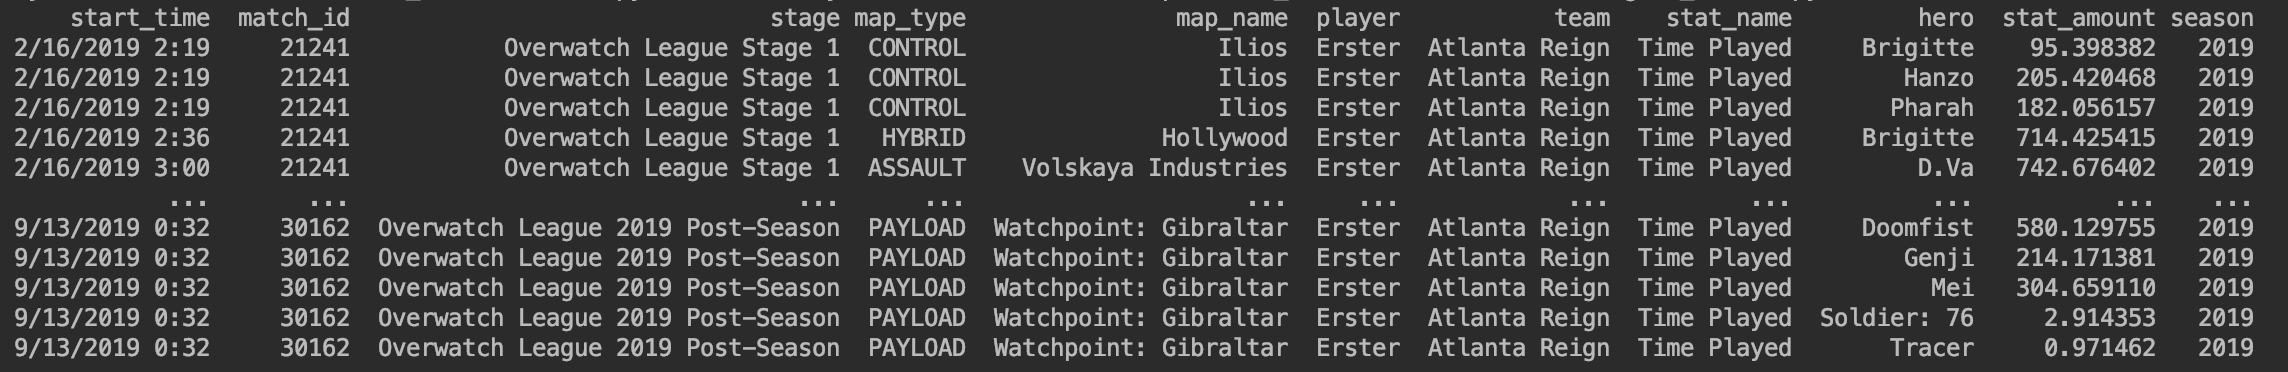 start_time match_id stage map_type map_name player team stat_name hero stat_amount season
2/16/2019 2:19 21241 Overwatch League Stage 1 CONTROL Ilios Erster Atlanta Reign Time Played Brigitte 95.398382 2019
2/16/2019 2:19 21241 Overwatch League Stage 1 CONTROL Ilios Erster Atlanta Reign Time Played Hanzo 205.420468 2019
2/16/2019 2:19 21241 Overwatch League Stage 1 CONTROL Ilios Erster Atlanta Reign Time Played Pharah 182.056157 2019
2/16/2019 2:36 21241 Overwatch League Stage 1 HYBRID Hollywood Erster Atlanta Reign Time Played Brigitte 714.425415 2019
2/16/2019 3:00 21241 Overwatch League Stage 1 ASSAULT Volskaya Industries Erster Atlanta Reign Time Played D.Va 742.676402 2019
... ... ... ... ... ... ... ... ... ... ...
9/13/2019 0:32 30162 Overwatch League 2019 Post-Season PAYLOAD Watchpoint: Gibraltar Erster Atlanta Reign Time Played Doomfist 580.129755 2019
9/13/2019 0:32 30162 Overwatch League 2019 Post-Season PAYLOAD Watchpoint: Gibraltar Erster Atlanta Reign Time Played Genji 214.171381 2019
9/13/2019 0:32 30162 Overwatch League 2019 Post-Season PAYLOAD Watchpoint: Gibraltar Erster Atlanta Reign Time Played Mei 304.659110 2019
9/13/2019 0:32 30162 Overwatch League 2019 Post-Season PAYLOAD Watchpoint: Gibraltar Erster Atlanta Reign Time Played Soldier: 76 2.914353 2019
9/13/2019 0:32 30162 Overwatch League 2019 Post-Season PAYLOAD Watchpoint: Gibraltar Erster Atlanta Reign Time Played Tracer 0.971462 2019